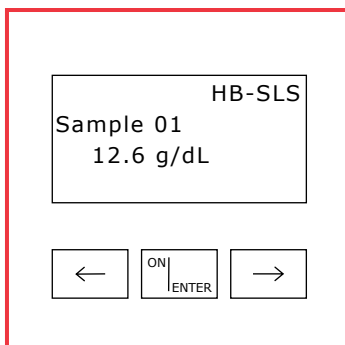 HB-SLS
Sample 01
12.6 g/dL
ON
ENTER